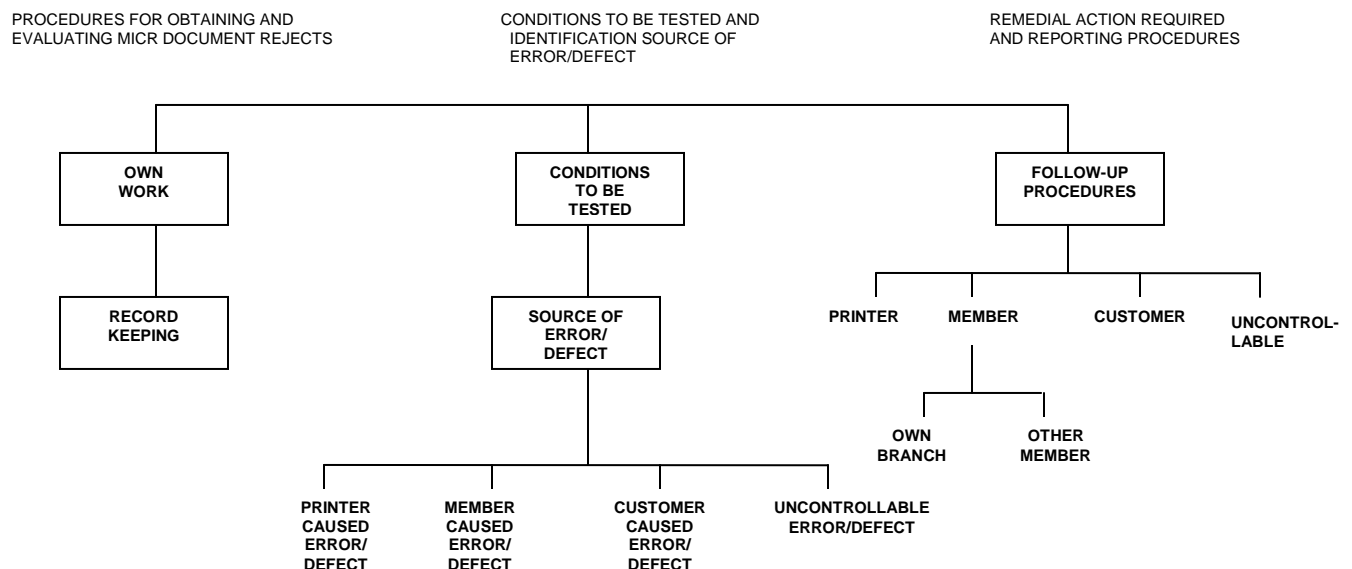 PROCEDURES FOR OBTAINING AND
EVALUATING MICR DOCUMENT REJECTS
CONDITIONS TO BE TESTED AND
IDENTIFICATION SOURCE OF
ERROR/DEFECT
REMEDIAL ACTION REQUIRED
AND REPORTING PROCEDURES
OWN
WORK
CONDITIONS
TO BE
TESTED
FOLLOW-UP
PROCEDURES
RECORD
KEEPING
SOURCE OF
ERROR/
DEFECT
PRINTER
MEMBER
CUSTOMER
UNCONTROL-
LABLE
OWN
BRANCH
OTHER
MEMBER
PRINTER
CAUSED
ERROR/
DEFECT
MEMBER
CAUSED
ERROR/
DEFECT
CUSTOMER
CAUSED
ERROR/
DEFECT
UNCONTROLLABLE
ERROR/DEFECT